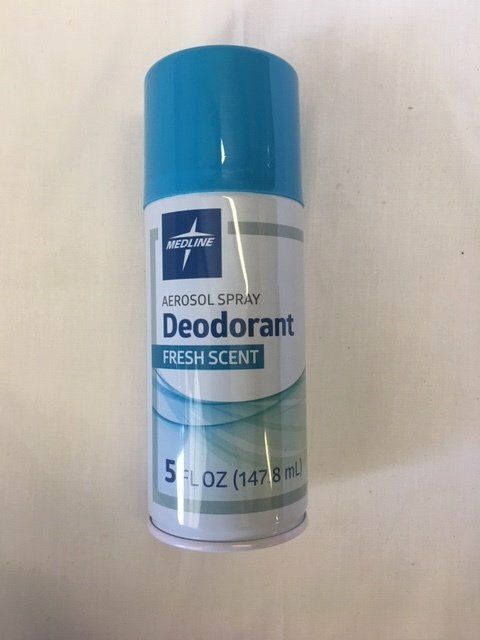 MEDLINE
AEROSOL SPRAY
Deodorant
FRESH SCENT
5 FL OZ (147.8 mL)